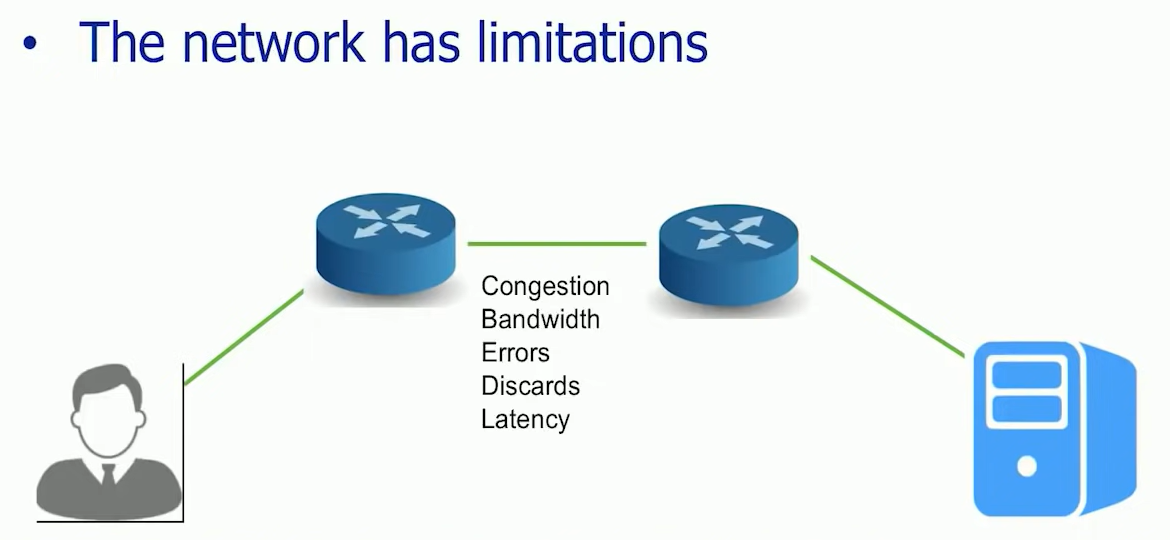 • The network has limitations
Congestion
Bandwidth
Errors
Discards
Latency